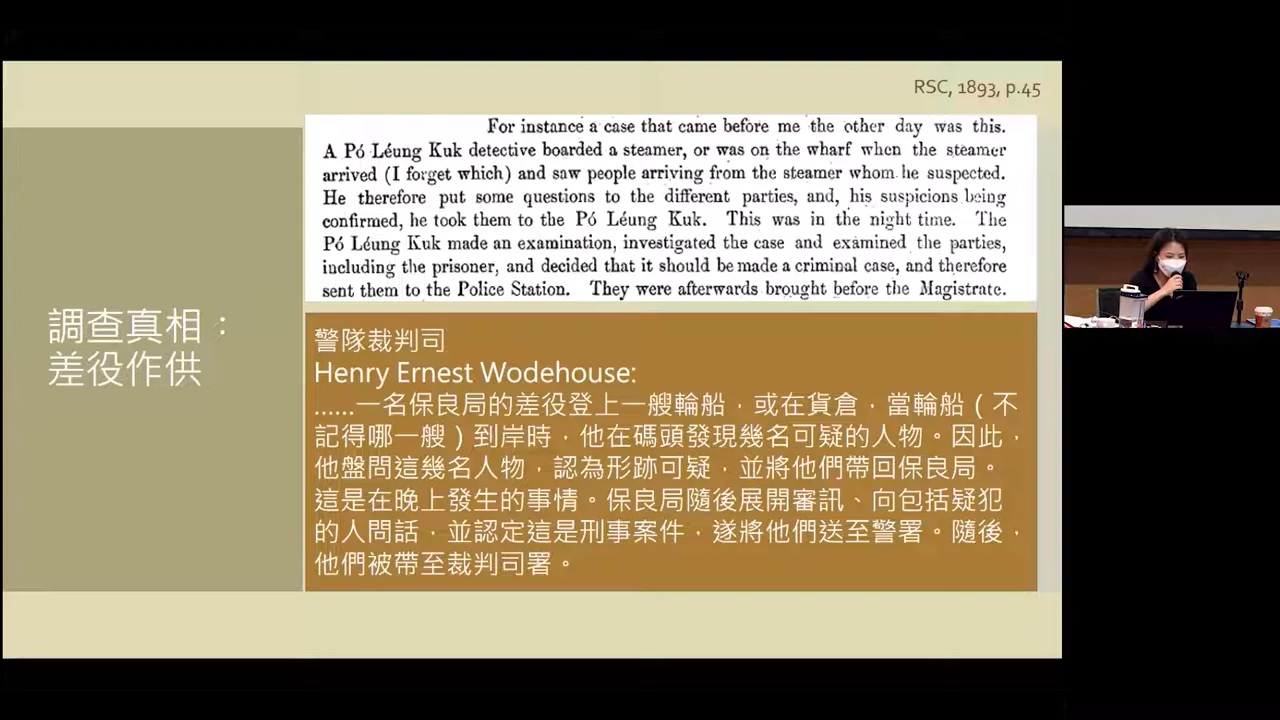 RSC, 1893, p.45
For instance a case that came before me the other day was this.
A Pó Léung Kuk detective boarded a steamer, or was on the wharf when the steamer
arrived (I forget which) and saw people arriving from the steamer whom he suspected.
He therefore put some questions to the different parties, and, his suspicions being
confirmed, he took them to the Pó Léung Kuk. This was in the night time. The
Pó Léung Kuk made an examination, investigated the case and examined the parties,
including the prisoner, and decided that it should be made a criminal case, and therefore
sent them to the Police Station. They were afterwards brought before the Magistrate.
調查真相：
差役作供
警隊裁判司
Henry Ernest Wodehouse:
......一名保良局的差役登上一艘輪船，或在貨倉，當輪船（不
記得哪一艘）到岸時，他在碼頭發現幾名可疑的人物。因此，
他盤問這幾名人物，認為形跡可疑，並將他們帶回保良局。
這是在晚上發生的事情。保良局隨後展開審訊、向包括疑犯
的人問話，並認定這是刑事案件，遂將他們送至警署。隨後，
他們被帶至裁判司署。